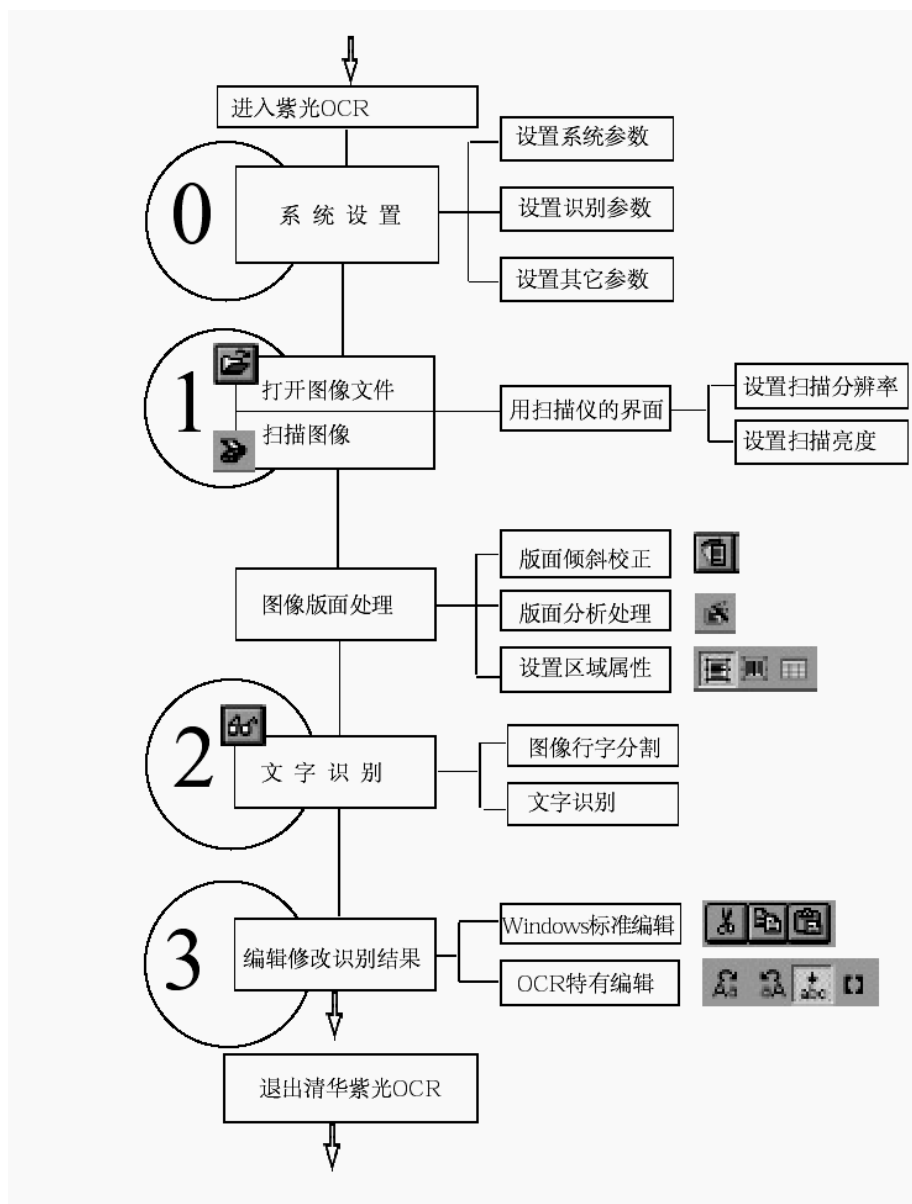 进入紫光OCR
设置系统参数
0
系统设置
设置识别参数
设置其它参数
1
打开图像文件
扫描图像
用扫描仪的界面
设置扫描分辨率
设置扫描亮度
版面倾斜校正
图像版面处理
版面分析处理
设置区域属性
2
文字识别
图像行字分割
文字识别
3
编辑修改识别结果
Windows标准编辑
OCR特有编辑
Aa
aA
abc
退出清华紫光OCR